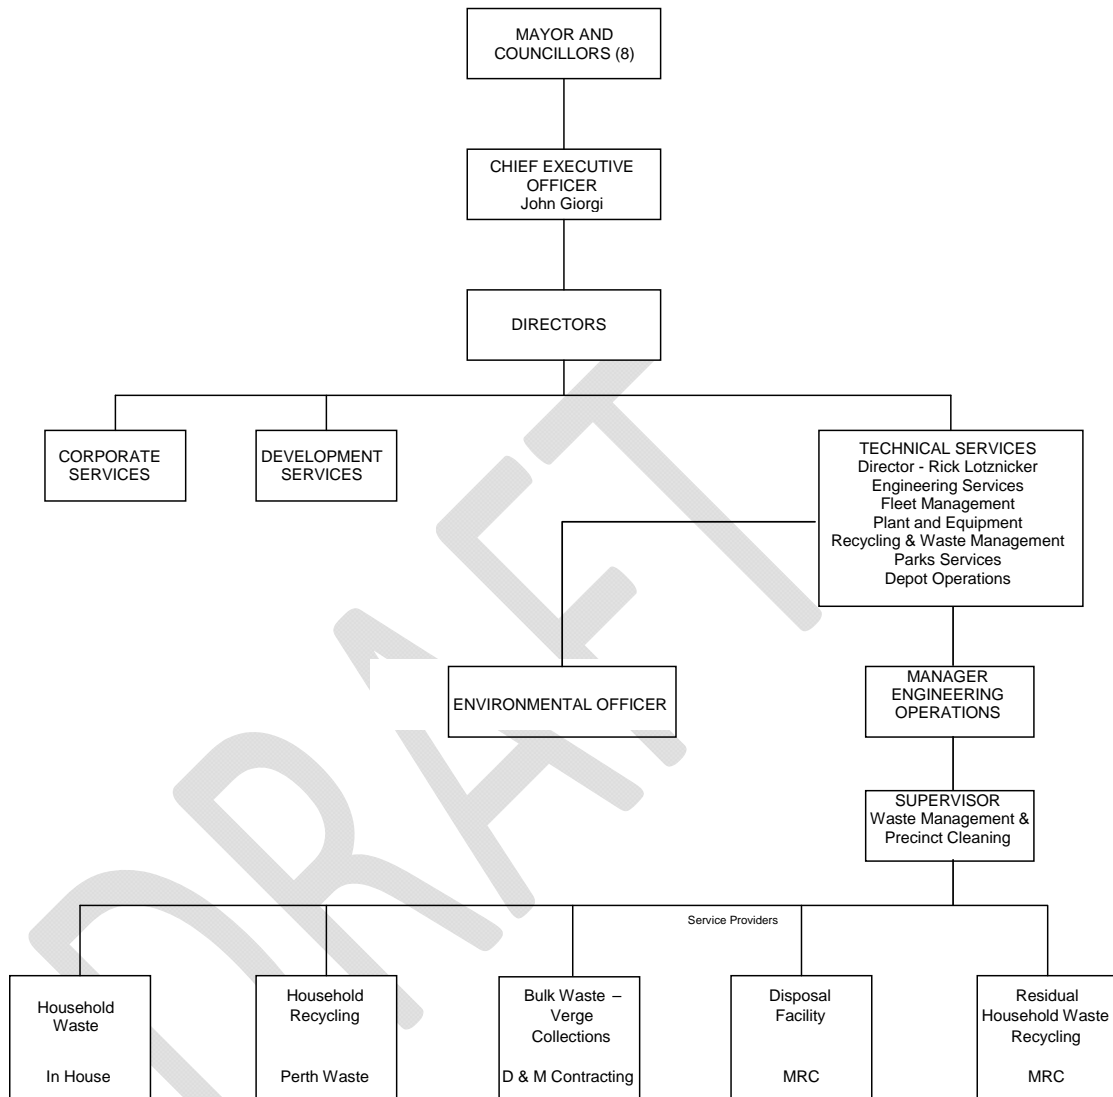 MAYOR AND
COUNCILLORS (8)
CHIEF EXECUTIVE
OFFICER
John Giorgi
DIRECTORS
CORPORATE
SERVICES
DEVELOPMENT
SERVICES
TECHNICAL SERVICES
Director - Rick Lotznicker
Engineering Services
Fleet Management
Plant and Equipment
Recycling & Waste Management
Parks Services
Depot Operations
ENVIRONMENTAL OFFICER
MANAGER
ENGINEERING
OPERATIONS
SUPERVISOR
Waste Management &
Precinct Cleaning
Service Providers
Household
Waste
In House
Household
Recycling
Perth Waste
Bulk Waste –
Verge
Collections
D & M Contracting
Disposal
Facility
MRC
Residual
Household Waste
Recycling
MRC
DRAFT